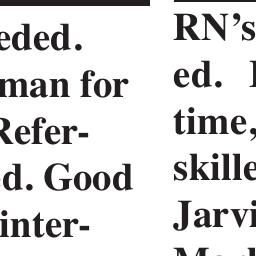 eded.
man for
Refer-
d. Good
inter-
RN's
ed.
time,
skille
Jarvi